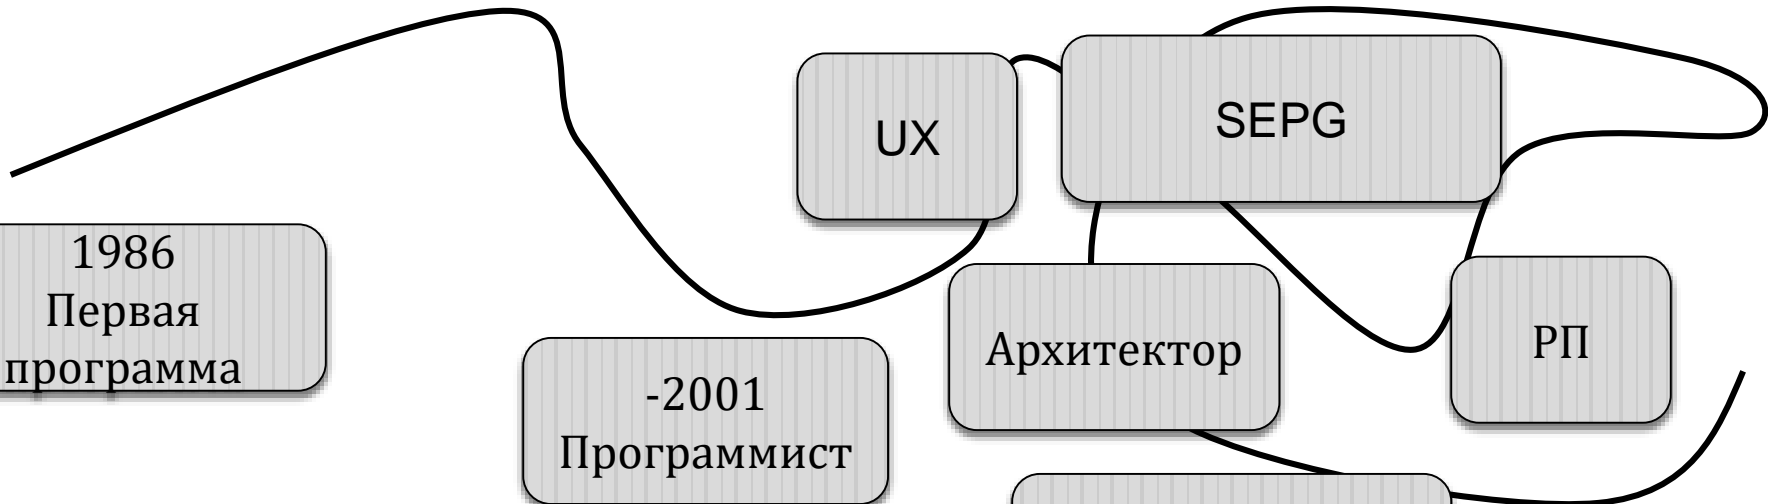 1986
Первая
программа
-2001
Программист
UX
SEPG
Архитектор
РП